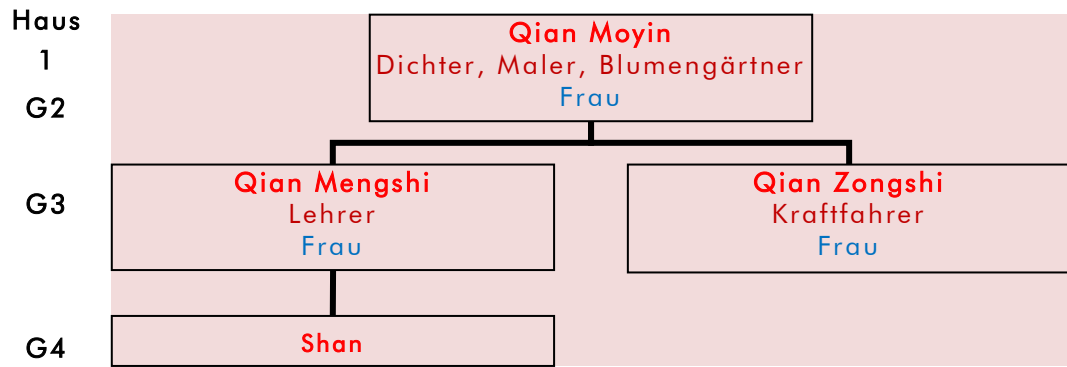 Haus
1
G2
Qian Moyin
Dichter, Maler, Blumengärtner
Frau
G3
Qian Mengshi
Lehrer
Frau
Qian Zongshi
Kraftfahrer
Frau
G4
Shan